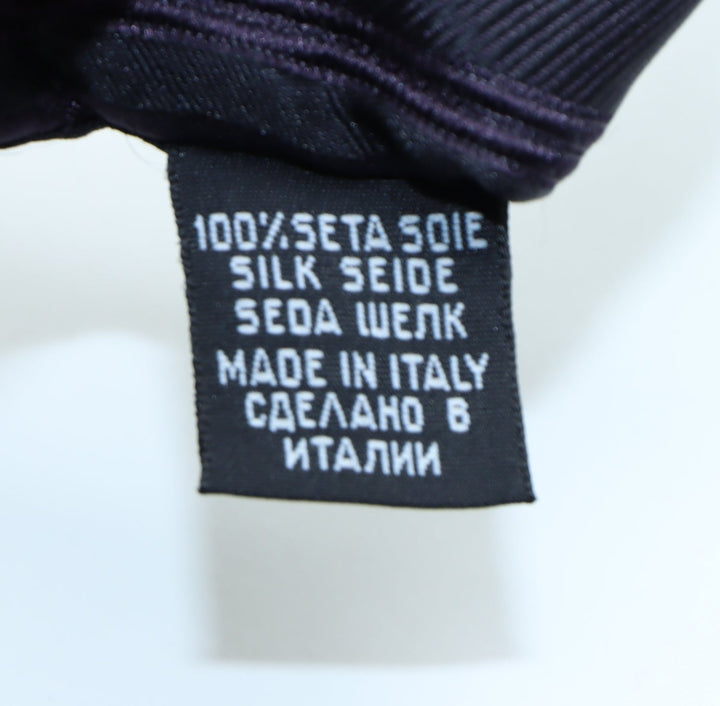 100% SETA SOIE
SILK SEIDE
SEDA ШЕЛК
MADE IN ITALY
СДЕЛАНО В
ИТАЛИИ